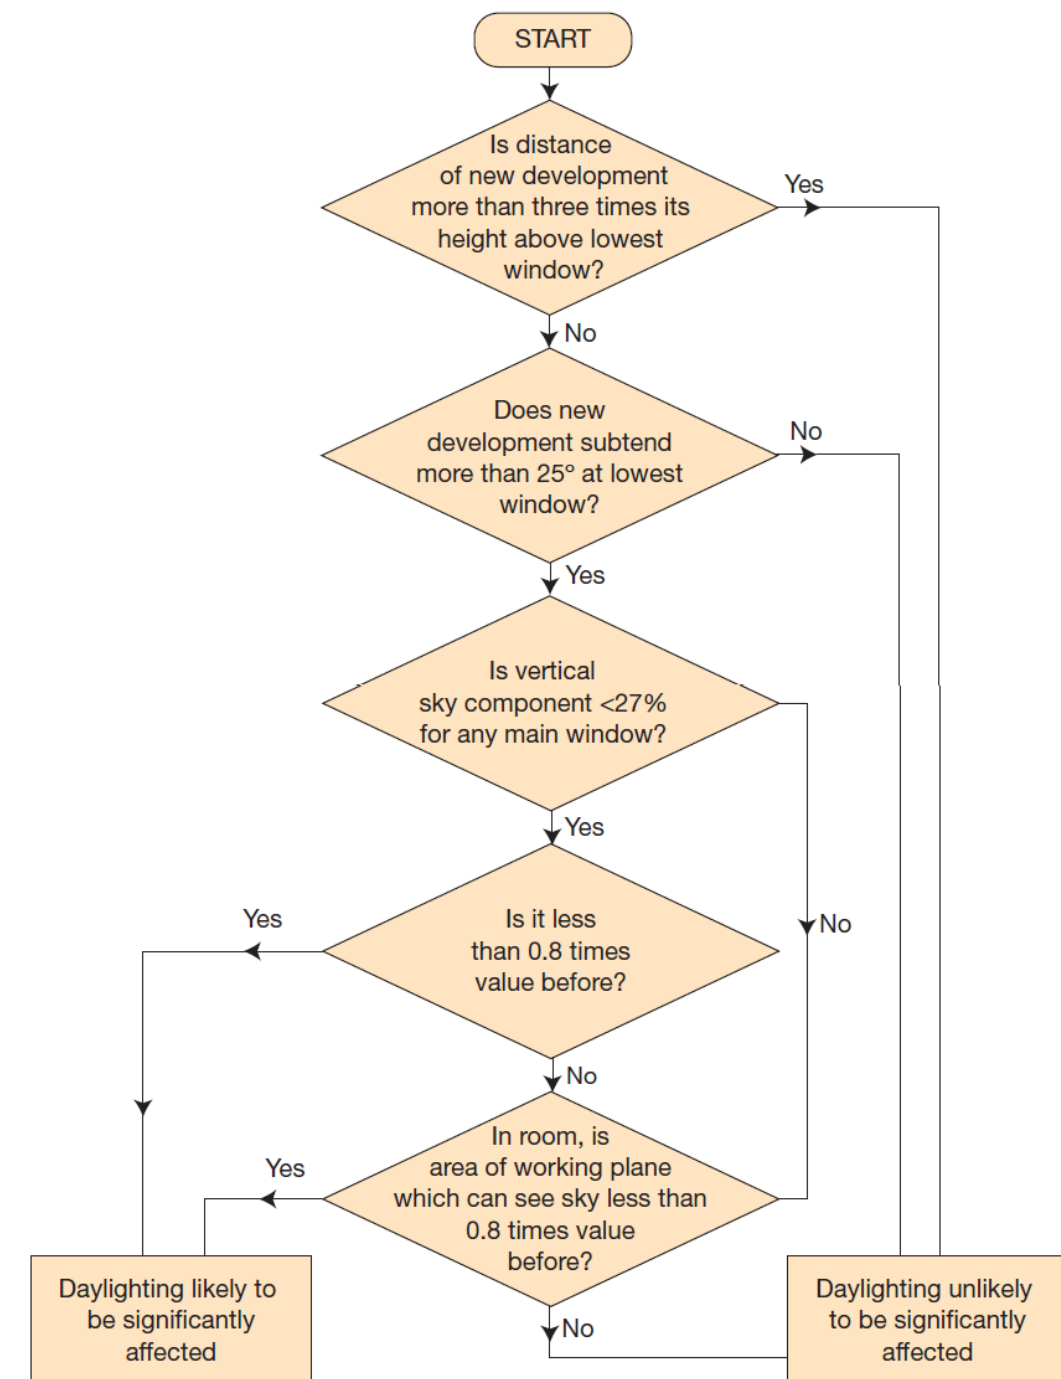 START
Is distance
of new development
more than three times its
height above lowest
window?
Yes
No
Does new
development subtend
more than 25º at lowest
window?
No
Yes
Is vertical
sky component <27%
for any main window?
Yes
No
Is it less
than 0.8 times
value before?
Yes
No
In room, is
area of working plane
which can see sky less than
0.8 times value
before?
Yes
No
Daylighting likely to
be significantly
affected
Daylighting unlikely
to be significantly
affected